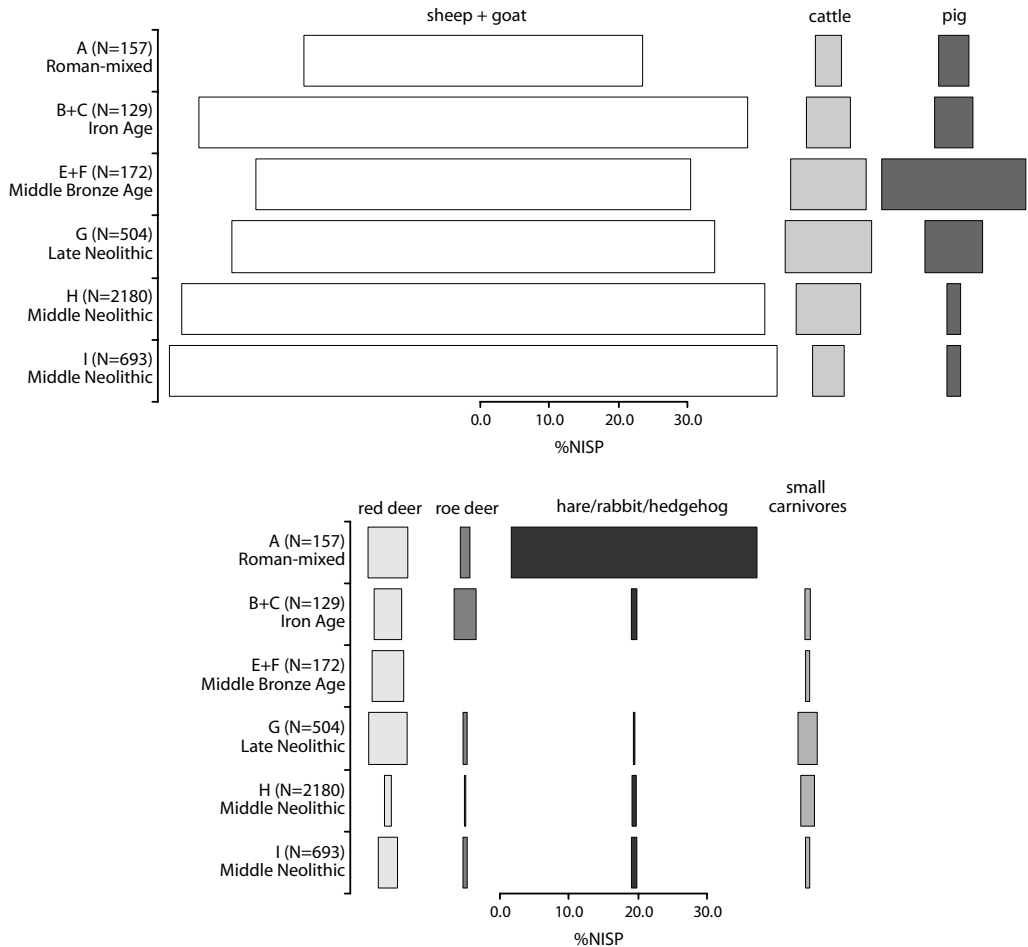 sheep + goat cattle pig
A (N=157)
Roman-mixed
B+C (N=129)
Iron Age
E+F (N=172)
Middle Bronze Age
G (N=504)
Late Neolithic
H (N=2180)
Middle Neolithic
I (N=693)
Middle Neolithic
0.0 10.0 20.0 30.0
%NISP
small
red deer roe deer hare/rabbit/hedgehog carnivores
A (N=157)
Roman-mixed
B+C (N=129)
Iron Age
E+F (N=172)
Middle Bronze Age
G (N=504)
Late Neolithic
H (N=2180)
Middle Neolithic
I (N=693)
Middle Neolithic
0.0 10.0 20.0 30.0
%NISP